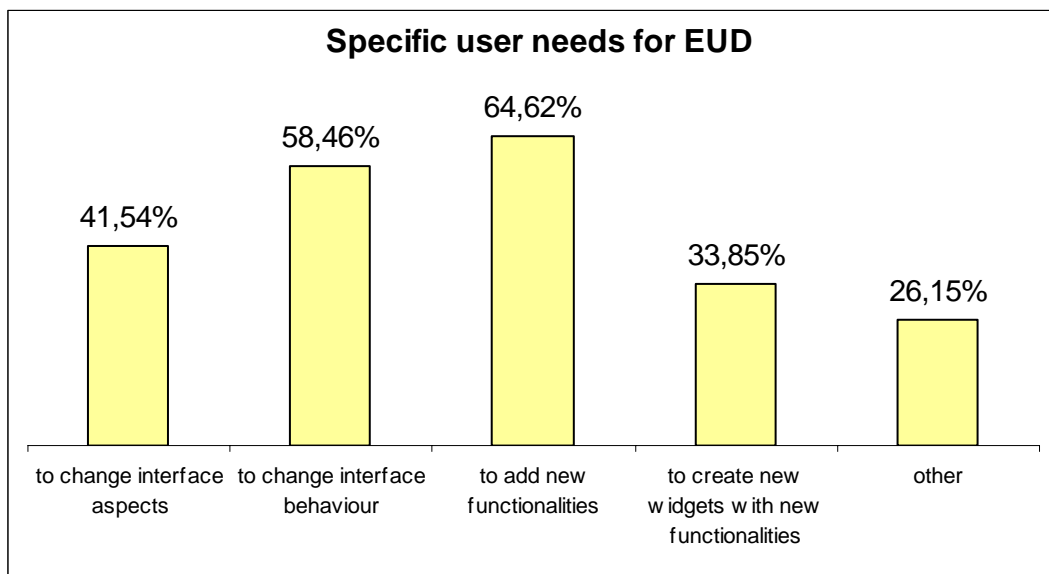 Specific user needs for EUD
41,54%
58,46%
64,62%
33,85%
26,15%
to change interface
aspects
to change interface
behaviour
to add new
functionalities
to create new
widgets with new
functionalities
other